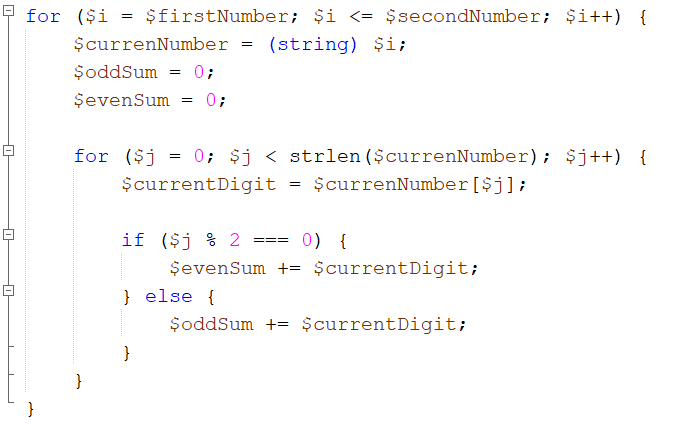 for ($i = $firstNumber; $i <= $secondNumber; $i++) {
    $currenNumber = (string) $i;
    $oddSum = 0;
    $evenSum = 0;

    for ($j = 0; $j < strlen($currenNumber); $j++) {
        $currentDigit = $currenNumber[$j];

        if ($j % 2 === 0) {
            $evenSum += $currentDigit;
        } else {
            $oddSum += $currentDigit;
        }
    }
}